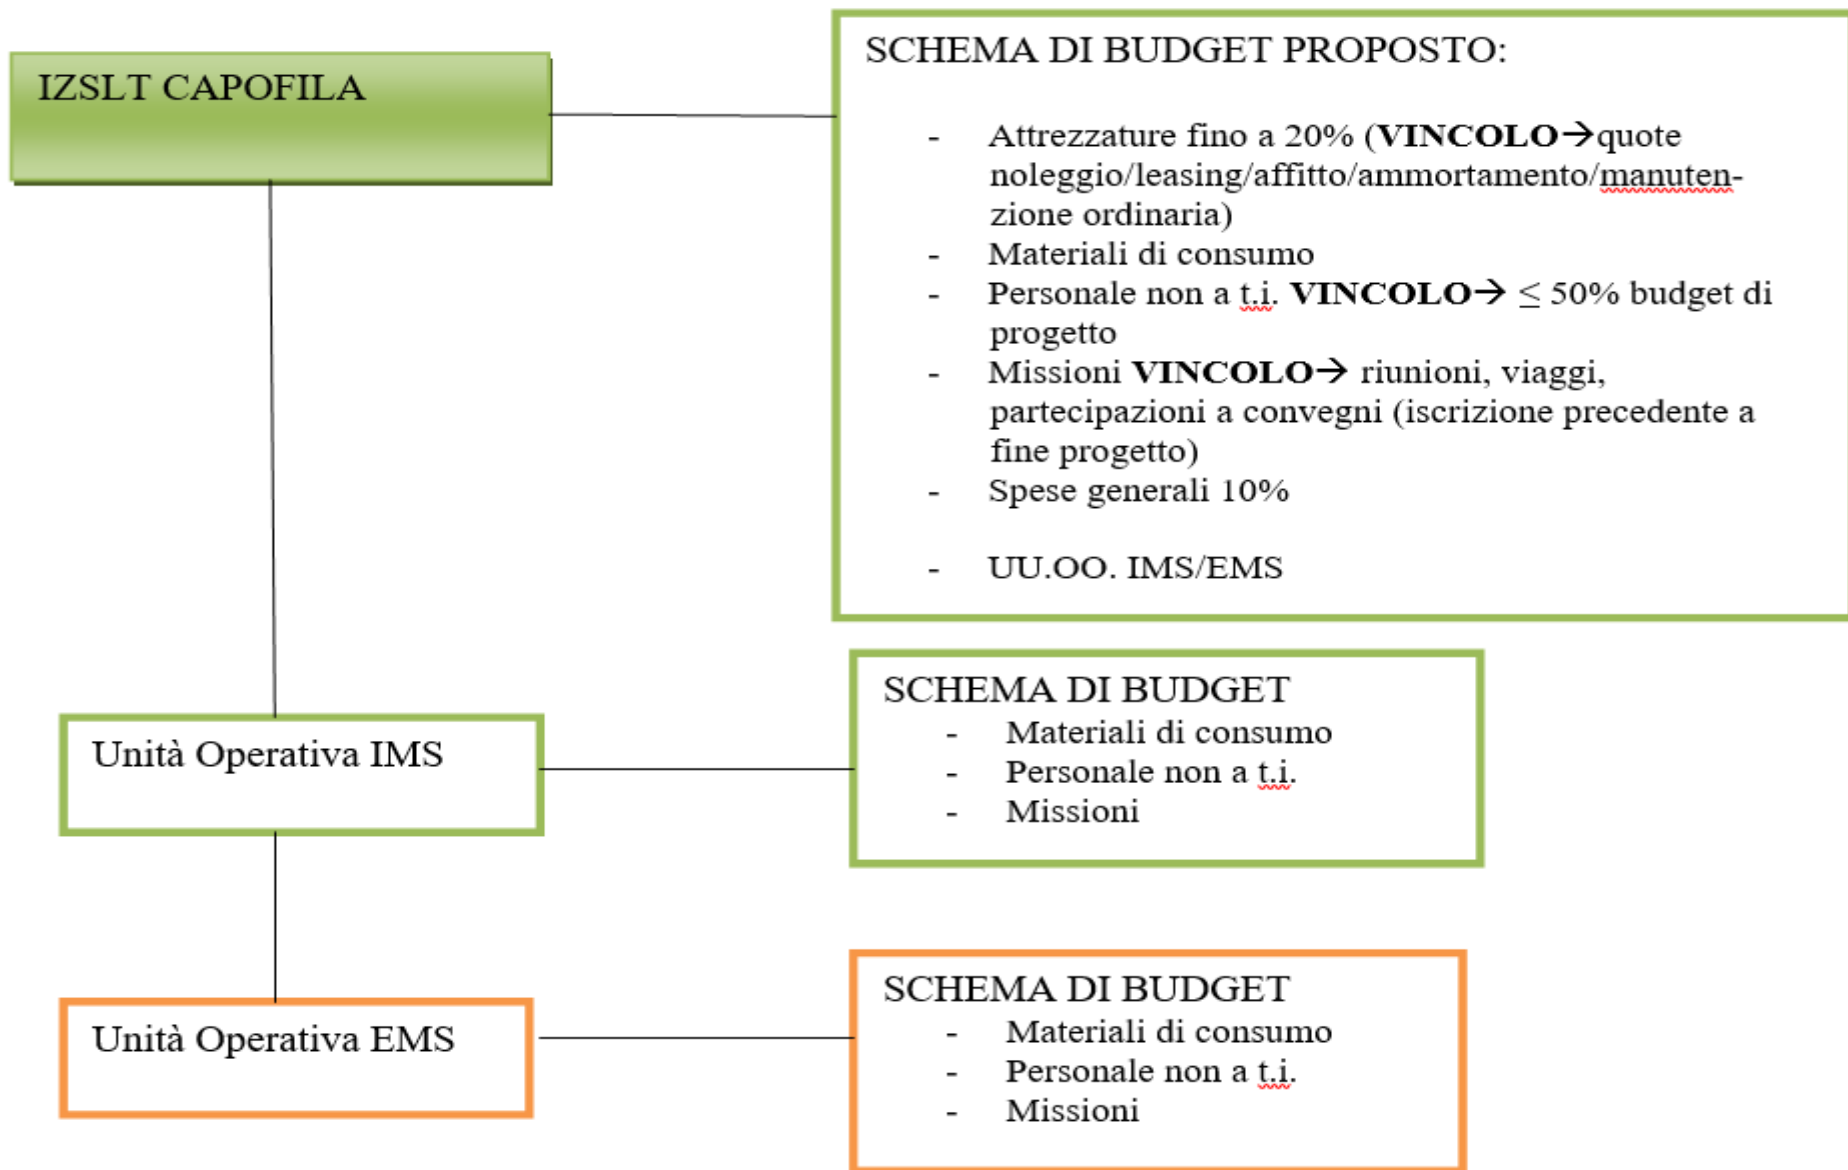 IZSLT CAPOFILA
SCHEMA DI BUDGET PROPOSTO:
- Attrezzature fino a 20% (VINCOLO→quote
noleggio/leasing/affitto/ammortamento/manuten-
zione ordinaria)
- Materiali di consumo
- Personale non a t.i. VINCOLO→ ≤ 50% budget di
progetto
- Missioni VINCOLO→ riunioni, viaggi,
partecipazioni a convegni (iscrizione precedente a
fine progetto)
- Spese generali 10%
- UU.OO. IMS/EMS
Unità Operativa IMS
SCHEMA DI BUDGET
- Materiali di consumo
- Personale non a t.i.
- Missioni
Unità Operativa EMS
SCHEMA DI BUDGET
- Materiali di consumo
- Personale non a t.i.
- Missioni